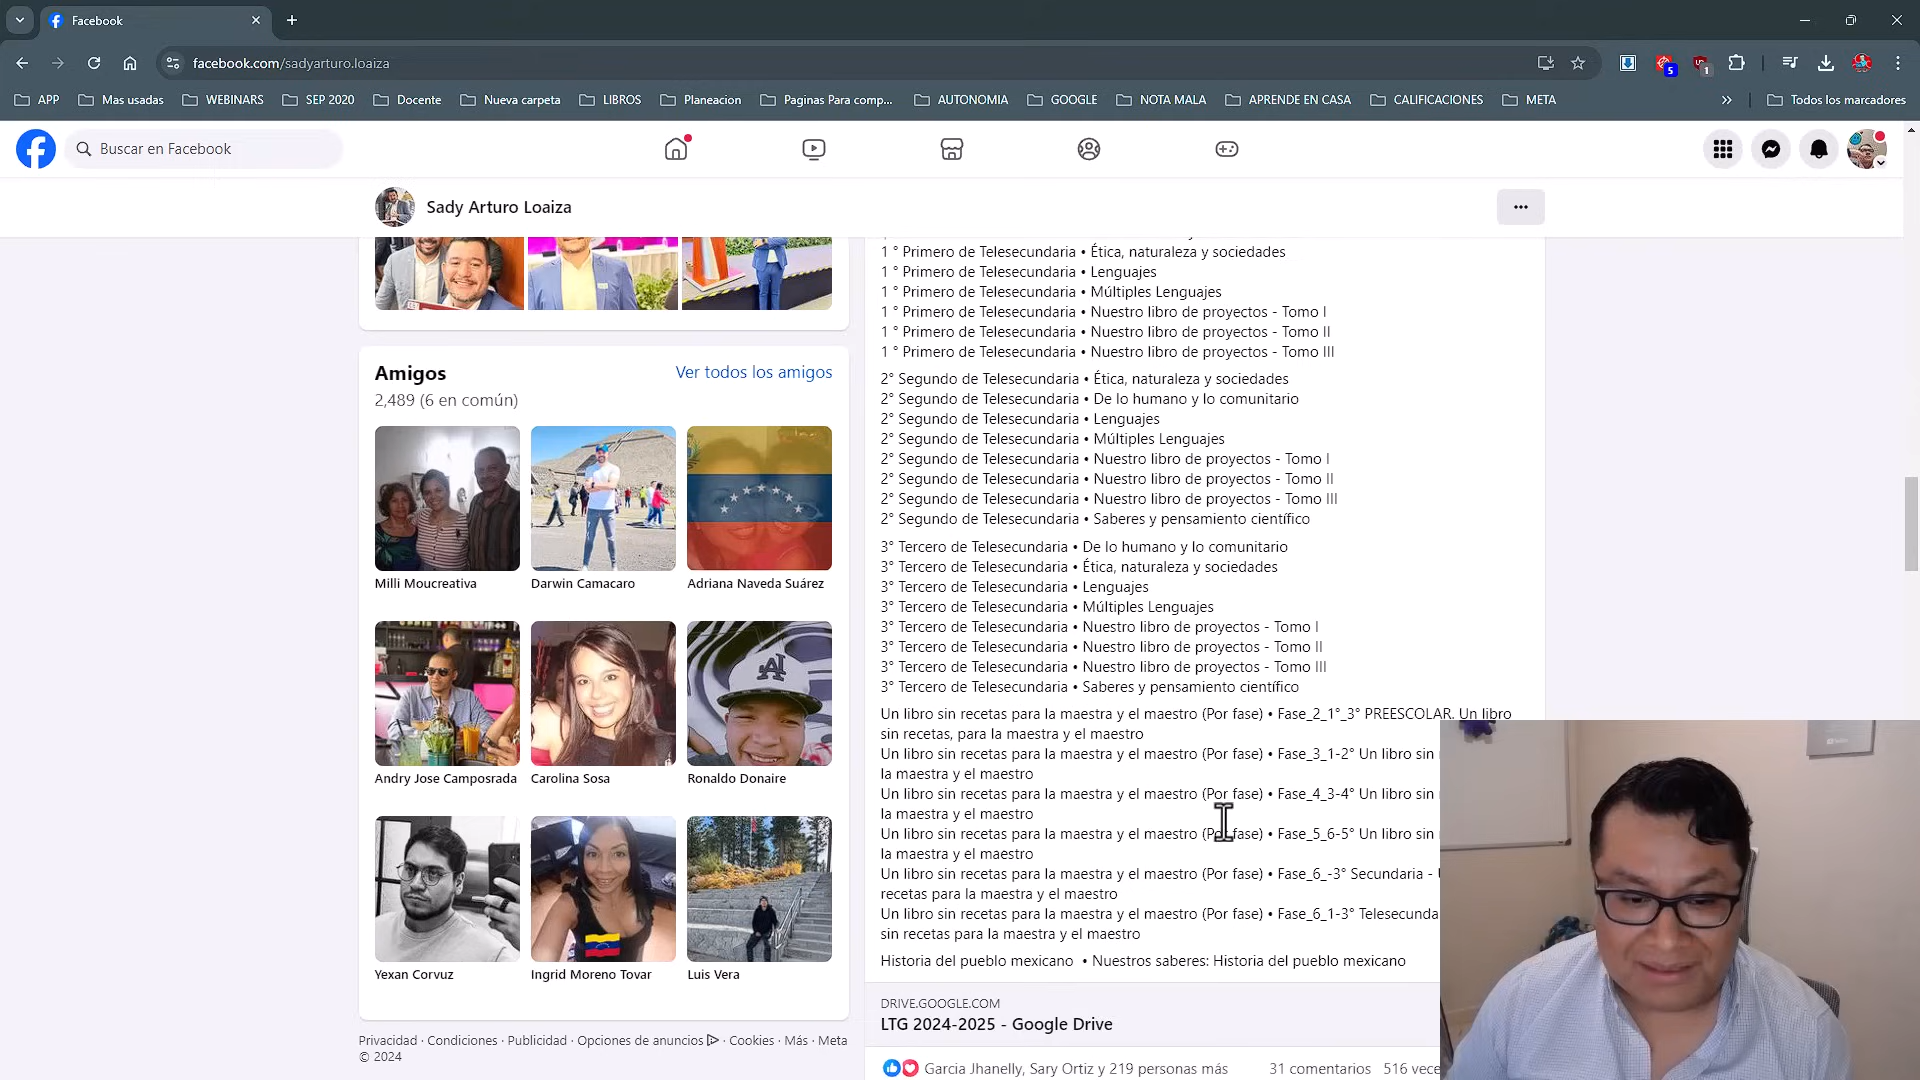 Facebook
facebook.com/sadyarturo.loaiza
5
1
APP
Mas usadas
WEBINARS
SEP 2020
Docente
Nueva carpeta
LIBROS
Planeacion
Paginas Para comp...
AUTONOMIA
GOOGLE
NOTA MALA
APRENDE EN CASA
CALIFICACIONES
META
Todos los marcadores
Buscar en Facebook
Sady Arturo Loaiza
Amigos
Ver todos los amigos
2,489 (6 en común)
Milli Moucreativa
Darwin Camacaro
Adriana Naveda Suárez
Andry Jose Camposrada
Carolina Sosa
Ronaldo Donaire
Yexan Corvuz
Ingrid Moreno Tovar
Luis Vera
Privacidad · Condiciones · Publicidad · Opciones de anuncios · Cookies · Más · Meta
© 2024
1 ° Primero de Telesecundaria • Ética, naturaleza y sociedades
1 ° Primero de Telesecundaria • Lenguajes
1 ° Primero de Telesecundaria • Múltiples Lenguajes
1 ° Primero de Telesecundaria • Nuestro libro de proyectos - Tomo I
1 ° Primero de Telesecundaria • Nuestro libro de proyectos - Tomo II
1 ° Primero de Telesecundaria • Nuestro libro de proyectos - Tomo III
2° Segundo de Telesecundaria • Ética, naturaleza y sociedades
2° Segundo de Telesecundaria • De lo humano y lo comunitario
2° Segundo de Telesecundaria • Lenguajes
2° Segundo de Telesecundaria • Múltiples Lenguajes
2° Segundo de Telesecundaria • Nuestro libro de proyectos - Tomo I
2° Segundo de Telesecundaria • Nuestro libro de proyectos - Tomo II
2° Segundo de Telesecundaria • Nuestro libro de proyectos - Tomo III
2° Segundo de Telesecundaria • Saberes y pensamiento científico
3° Tercero de Telesecundaria • De lo humano y lo comunitario
3° Tercero de Telesecundaria • Ética, naturaleza y sociedades
3° Tercero de Telesecundaria • Lenguajes
3° Tercero de Telesecundaria • Múltiples Lenguajes
3° Tercero de Telesecundaria • Nuestro libro de proyectos - Tomo I
3° Tercero de Telesecundaria • Nuestro libro de proyectos - Tomo II
3° Tercero de Telesecundaria • Nuestro libro de proyectos - Tomo III
3° Tercero de Telesecundaria • Saberes y pensamiento científico
Un libro sin recetas para la maestra y el maestro (Por fase) • Fase_2_1°_3° PREESCOLAR. Un libro
sin recetas, para la maestra y el maestro
Un libro sin recetas para la maestra y el maestro (Por fase) • Fase_3_1-2° Un libro sin
la maestra y el maestro
Un libro sin recetas para la maestra y el maestro (Por fase) • Fase_4_3-4° Un libro sin
la maestra y el maestro
Un libro sin recetas para la maestra y el maestro (Por fase) • Fase_5_6-5° Un libro sin
la maestra y el maestro
Un libro sin recetas para la maestra y el maestro (Por fase) • Fase_6_-3° Secundaria -
recetas para la maestra y el maestro
Un libro sin recetas para la maestra y el maestro (Por fase) • Fase_6_1-3° Telesecunda
sin recetas para la maestra y el maestro
Historia del pueblo mexicano • Nuestros saberes: Historia del pueblo mexicano
DRIVE.GOOGLE.COM
LTG 2024-2025 - Google Drive
Garcia Jhanelly, Sary Ortiz y 219 personas más
31 comentarios
516 vece